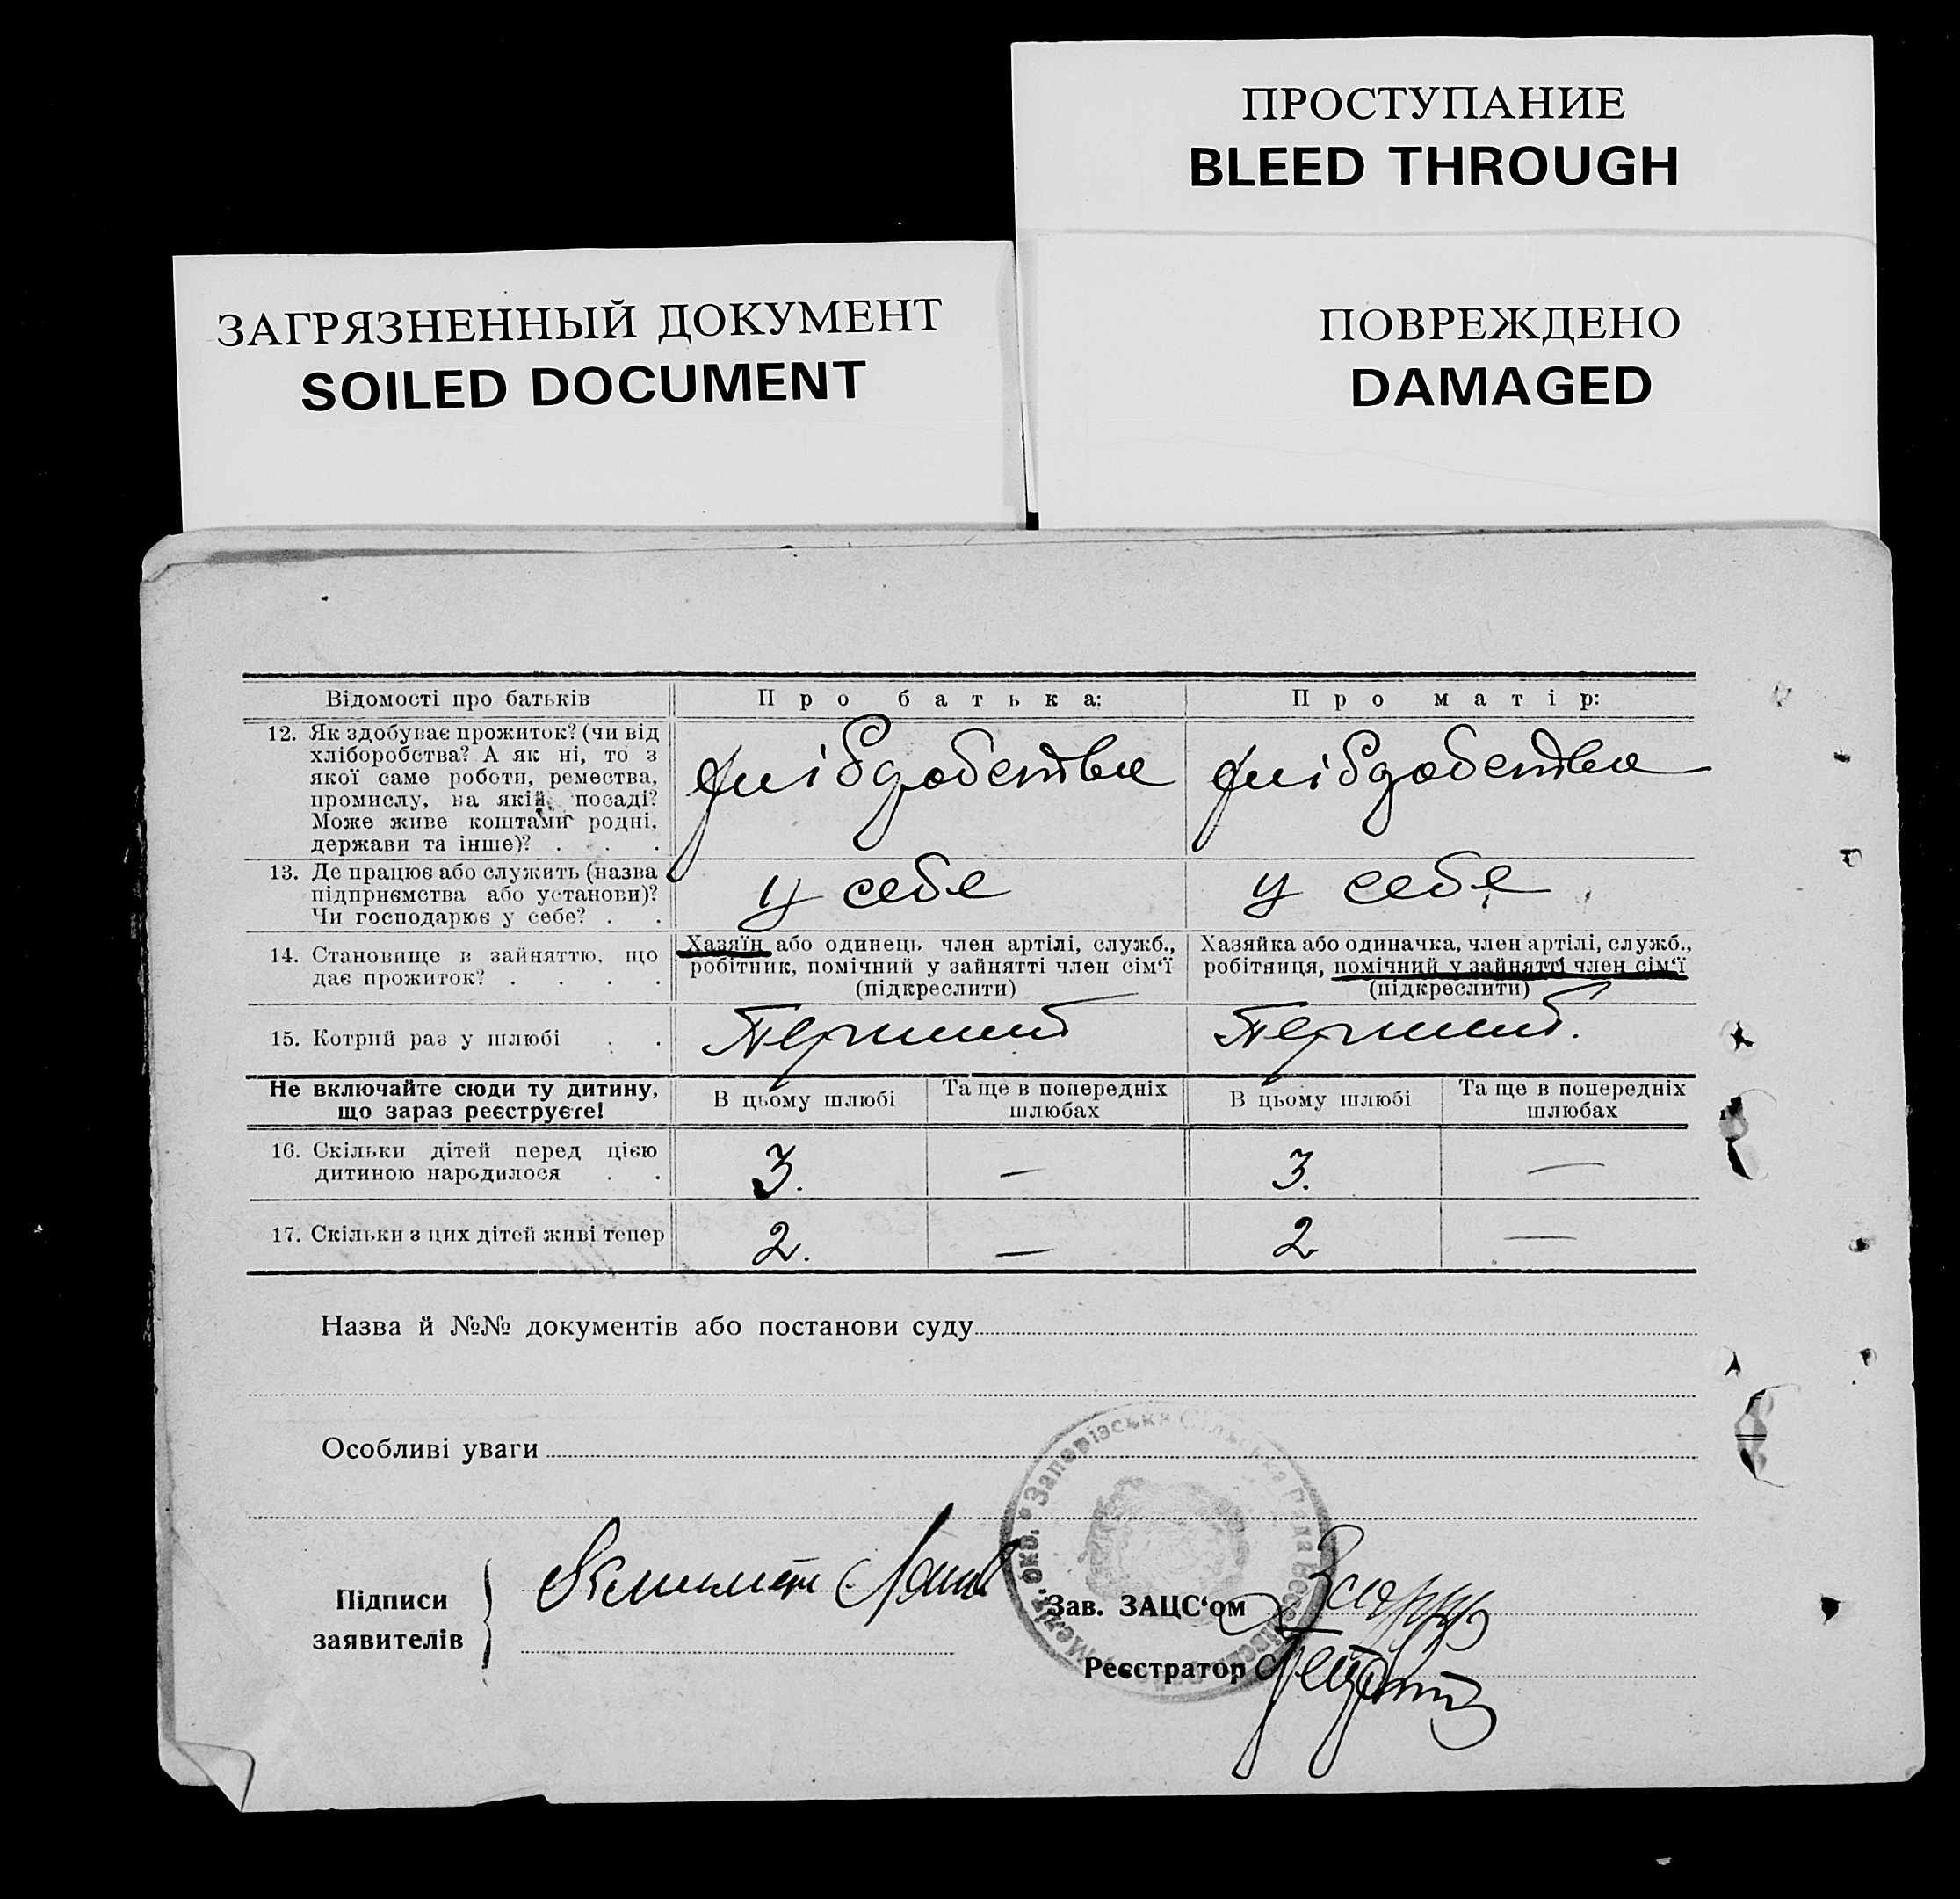 ПРОСТУПАНИЕ
BLEED THROUGH
ЗАГРЯЗНЕННЫЙ ДОКУМЕНТ
SOILED DOCUMENT
ПОВРЕЖДЕНО
DAMAGED
Відомості про батьків
Про батька:
Про матір:
12. Як здобуває прожиток? (чи від
хліборобства? А як ні, то з
якої саме роботи, ремества,
промислу, на якій посаді?
Може живе коштами родні,
держави та інше)? . . .
хлібробства
хлібробства
13. Де працює або служить (назва
підприємства або установи)?
Чи господарює у себе? . .
у себе
у себе
14. Становище в зайняттю, що
дає прожиток? . . . .
Хазяїн або одинець член артілі, служб.,
робітник, помічний у зайнятті член сім‘ї
(підкреслити)
Хазяйка або одиначка, член артілі, служб.,
робітниця, помічний у зайнятті член сім‘ї
(підкреслити)
15. Котрий раз у шлюбі . .
Перший
Перший.
Не включайте сюди ту дитину,
що зараз реєструєте!
В цьому шлюбі
Та ще в попередніх
шлюбах
В цьому шлюбі
Та ще в попередніх
шлюбах
16. Скільки дітей перед цією
дитиною народилося . .
3.
—
3.
—
17. Скільки з цих дітей живі тепер
2.
—
2
—
Назва й №№ документів або постанови суду
Особливі уваги
Підписи
заявителів
Зав. ЗАЦС‘ом
Реєстратор